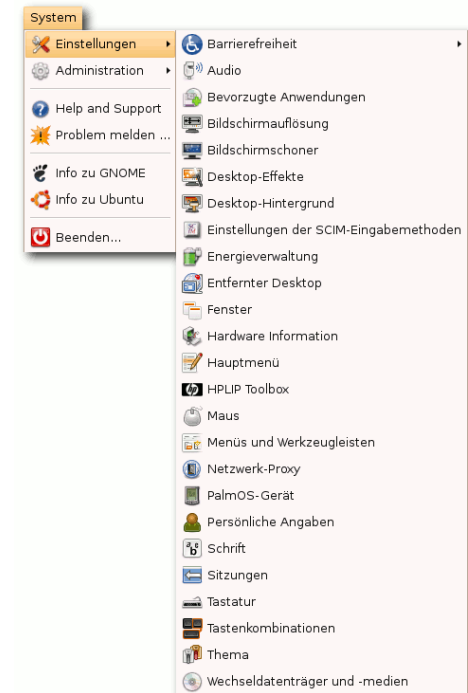 System
Einstellungen
Administration
Help and Support
Problem melden ...
Info zu GNOME
Info zu Ubuntu
Beenden...
Barrierefreiheit
Audio
Bevorzugte Anwendungen
Bildschirmauflösung
Bildschirmschoner
Desktop-Effekte
Desktop-Hintergrund
Einstellungen der SCIM-Eingabemethoden
Energieverwaltung
Entfernter Desktop
Fenster
Hardware Information
Hauptmenü
HPLIP Toolbox
Maus
Menüs und Werkzeugleisten
Netzwerk-Proxy
PalmOS-Gerät
Persönliche Angaben
Schrift
Sitzungen
Tastatur
Tastenkombinationen
Thema
Wechseldatenträger und -medien